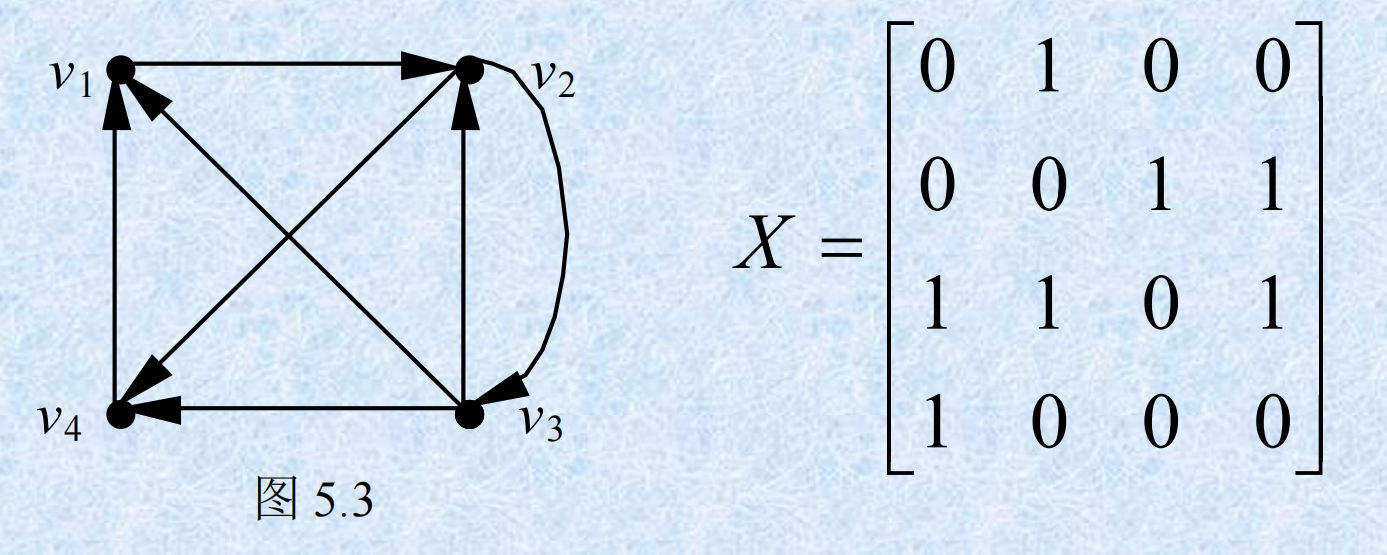 v1 v2
v4 v3
图 5.3
X =
0 1 0 0
0 0 1 1
1 1 0 1
1 0 0 0